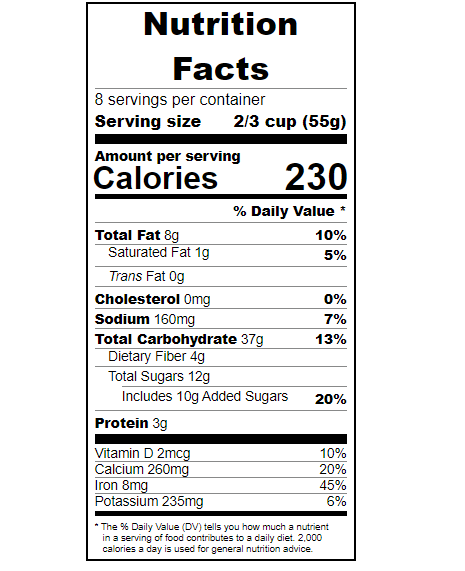 Nutrition
Facts
8 servings per container
Serving size 2/3 cup (55g)
Amount per serving
Calories 230
% Daily Value *
Total Fat 8g 10%
Saturated Fat 1g 5%
Trans Fat 0g
Cholesterol 0mg 0%
Sodium 160mg 7%
Total Carbohydrate 37g 13%
Dietary Fiber 4g
Total Sugars 12g
Includes 10g Added Sugars 20%
Protein 3g
Vitamin D 2mcg 10%
Calcium 260mg 20%
Iron 8mg 45%
Potassium 235mg 6%
* The % Daily Value (DV) tells you how much a nutrient
in a serving of food contributes to a daily diet. 2,000
calories a day is used for general nutrition advice.